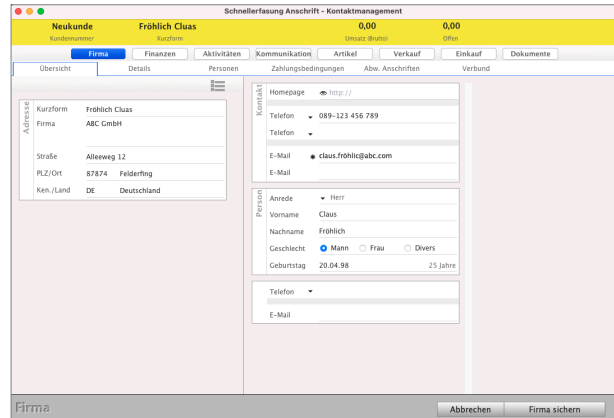 Schnellerfassung Anschrift - Kontaktmanagement
Neukunde Fröhlich Cluas 0,00 0,00
Kundennummer Kurzform Umsatz (Brutto) Offen
Firma Finanzen Aktivitäten Kommunikation Artikel Verkauf Einkauf Dokumente
Übersicht Details Personen Zahlungsbedingungen Abw. Anschriften Verbund
Adresse
Kurzform Fröhlich Cluas
Firma ABC GmbH
Straße Alleeweg 12
PLZ/Ort 87874 Felderfing
Ken./Land DE Deutschland
Kontakt
Homepage http://
Telefon 089-123 456 789
Telefon
E-Mail claus.fröhlic@abc.com
E-Mail
Person
Anrede Herr
Vorname Claus
Nachname Fröhlich
Geschlecht Mann Frau Divers
Geburtstag 20.04.98 25 Jahre
Telefon
E-Mail
Firma Abbrechen Firma sichern